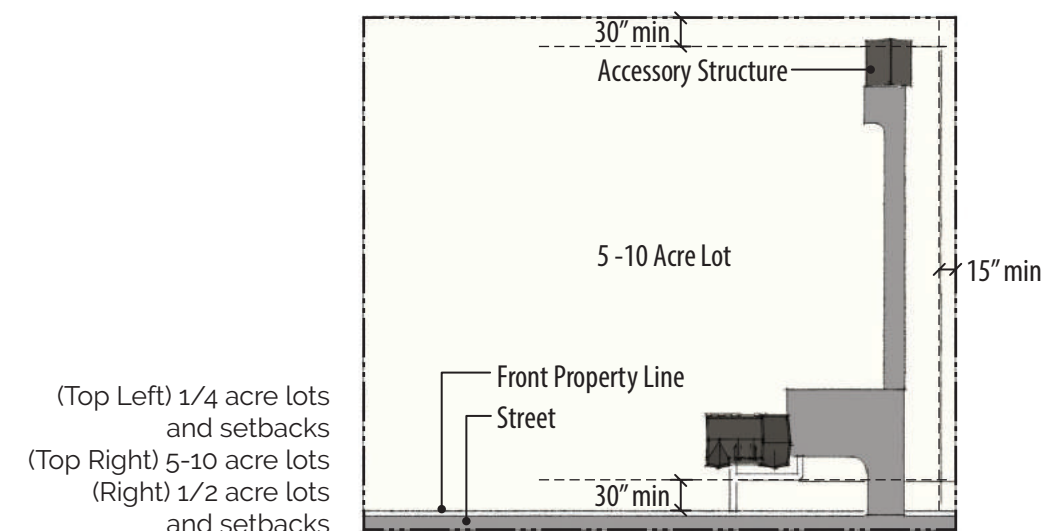 30" min
Accessory Structure
5 -10 Acre Lot
15" min
Front Property Line
Street
30" min
(Top Left) 1/4 acre lots
and setbacks
(Top Right) 5-10 acre lots
(Right) 1/2 acre lots
and setbacks